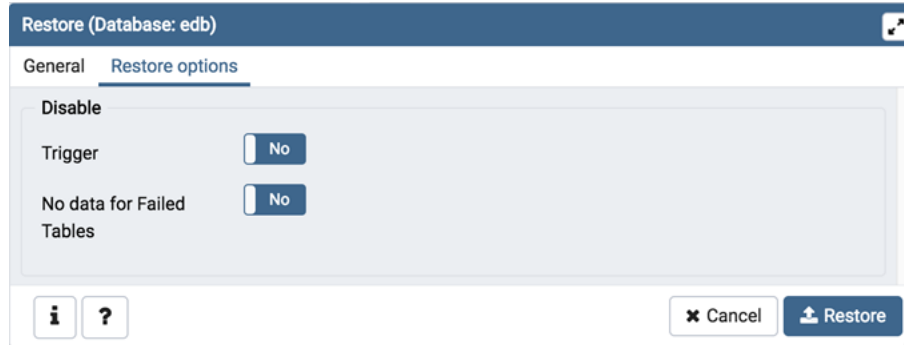 Restore (Database: edb)
General Restore options
Disable
Trigger No
No data for Failed No
Tables
i ? Cancel Restore